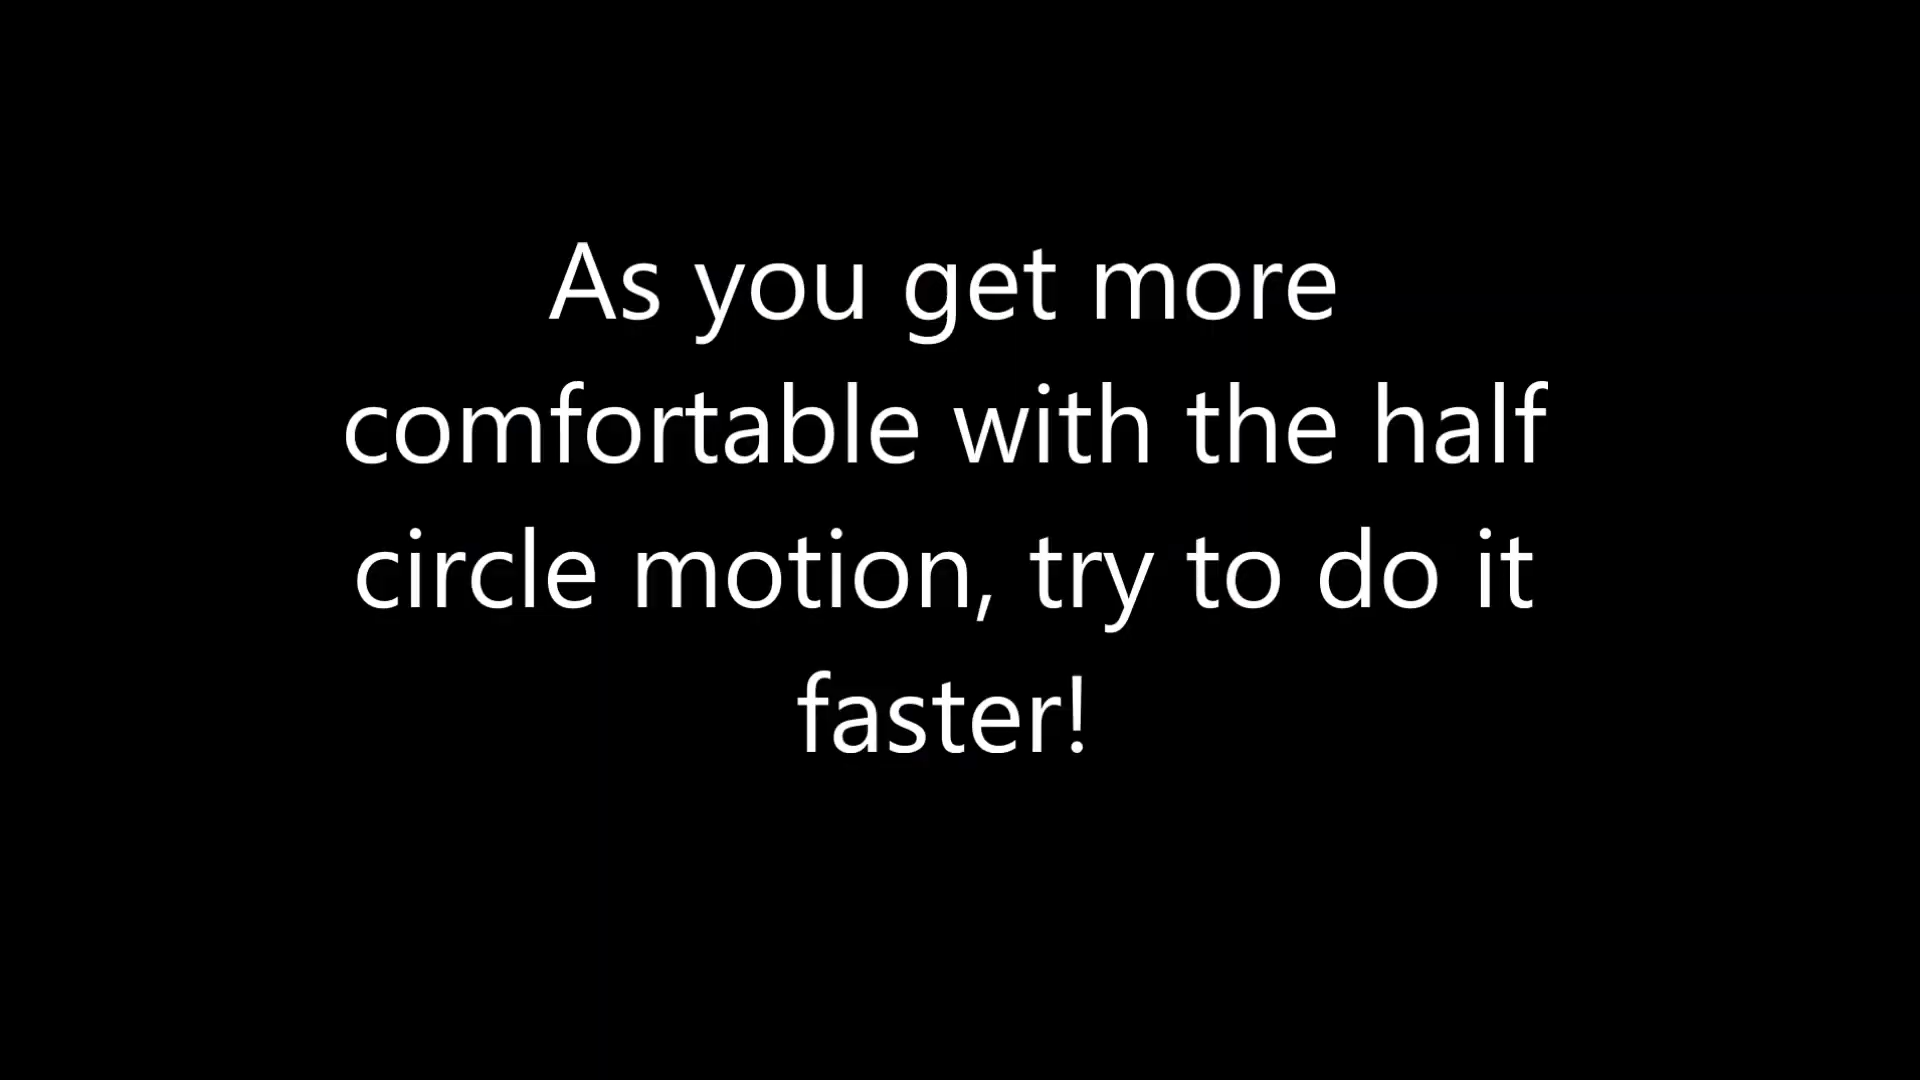 As you get more
comfortable with the half
circle motion, try to do it
faster!